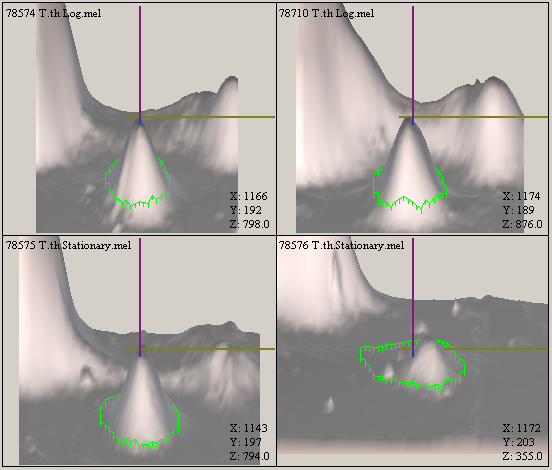 78574 T.th Log.mel
X: 1166
Y: 192
Z: 798.0
78710 T.th Log.mel
X: 1174
Y: 189
Z: 876.0
78575 T.th Stationary.mel
X: 1143
Y: 197
Z: 794.0
78576 T.th Stationary.mel
X: 1172
Y: 203
Z: 355.0